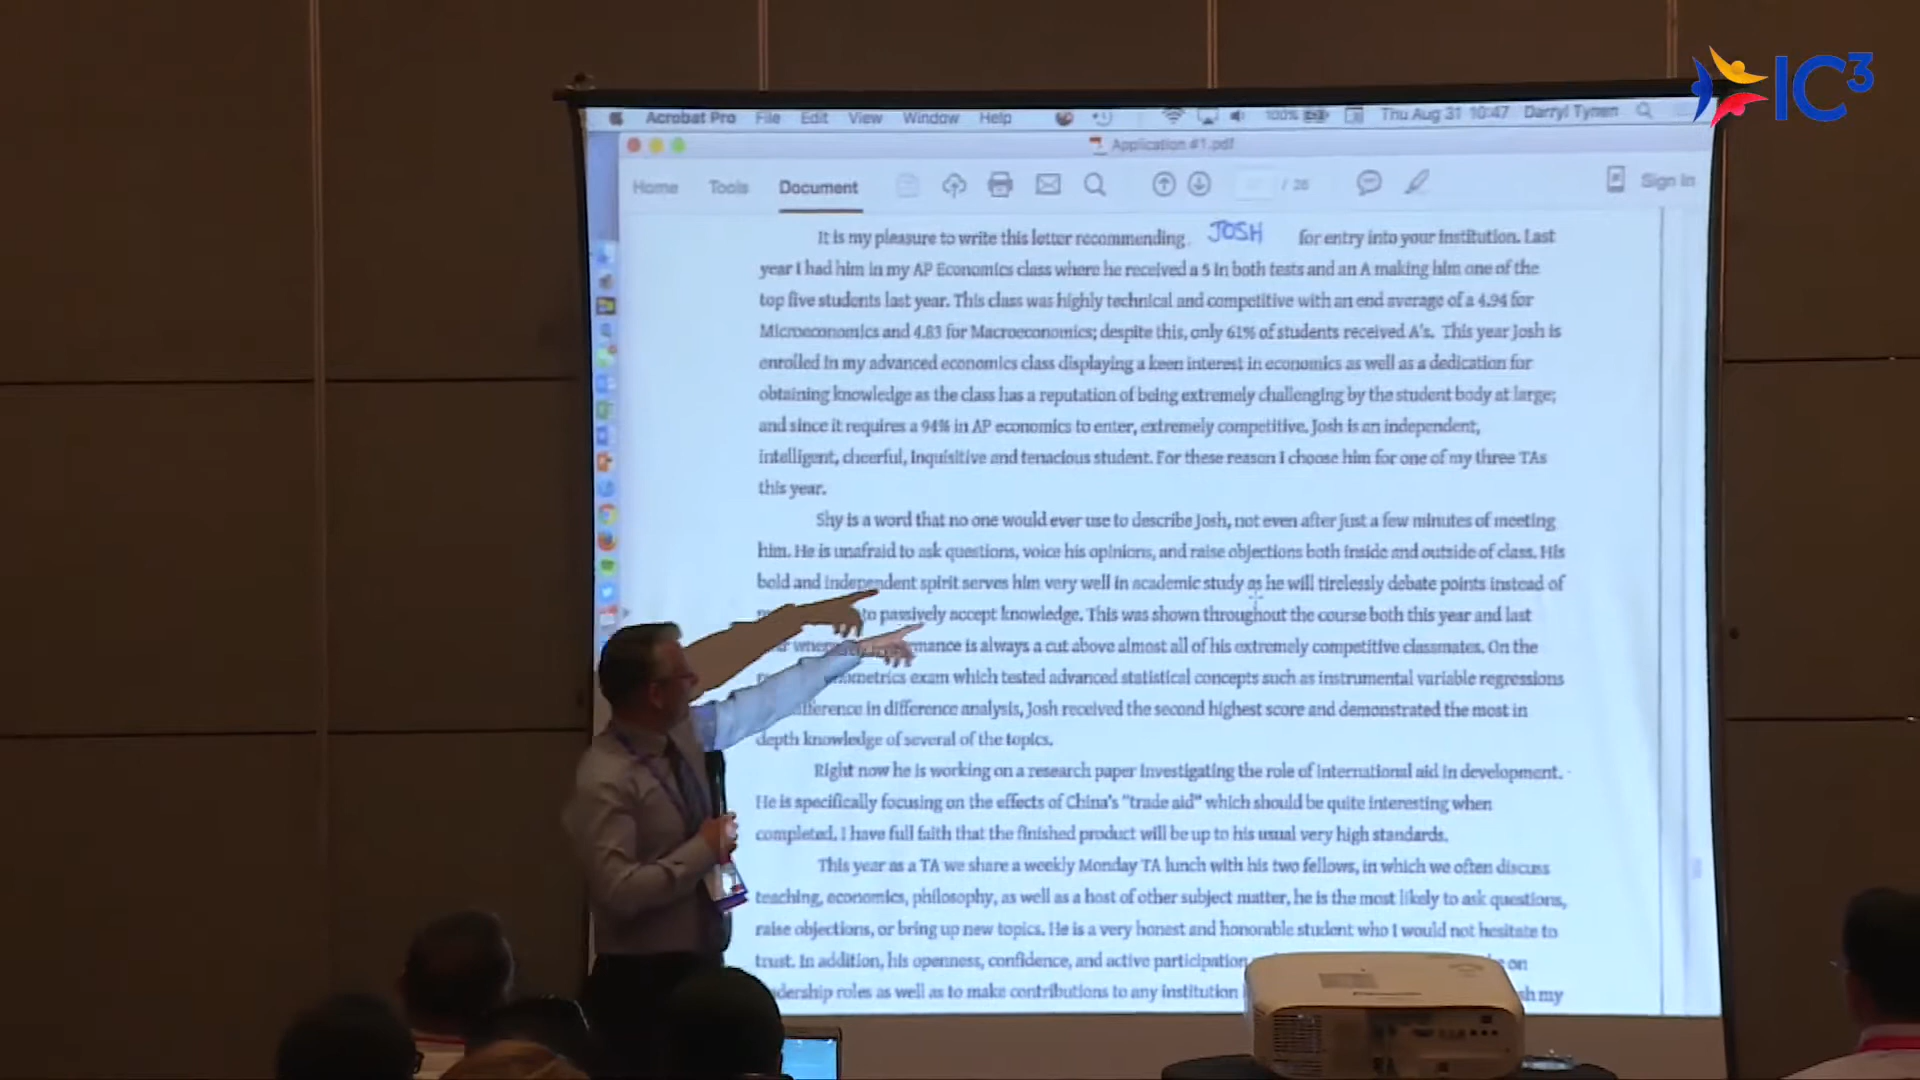 IC3
Acrobat Pro File Edit View Window Help 100% Thu Aug 31 10:47 Darryl Tynen
Application #1.pdf
Home Tools Document / 26 Sign In
It is my pleasure to write this letter recommending JOSH for entry into your institution. Last
year I had him in my AP Economics class where he received a 5 in both tests and an A making him one of the
top five students last year. This class was highly technical and competitive with an end average of a 4.94 for
Microeconomics and 4.83 for Macroeconomics; despite this, only 61% of students received A's. This year Josh is
enrolled in my advanced economics class displaying a keen interest in economics as well as a dedication for
obtaining knowledge as the class has a reputation of being extremely challenging by the student body at large;
and since it requires a 94% in AP economics to enter, extremely competitive. Josh is an independent,
intelligent, cheerful, inquisitive and tenacious student. For these reason I choose him for one of my three TAs
this year.
Shy is a word that no one would ever use to describe Josh, not even after just a few minutes of meeting
him. He is unafraid to ask questions, voice his opinions, and raise objections both inside and outside of class. His
bold and independent spirit serves him very well in academic study as he will tirelessly debate points instead of
to passively accept knowledge. This was shown throughout the course both this year and last
is always a cut above almost all of his extremely competitive classmates. On the
exam which tested advanced statistical concepts such as instrumental variable regressions
in difference analysis, Josh received the second highest score and demonstrated the most in
depth knowledge of several of the topics.
Right now he is working on a research paper investigating the role of international aid in development.
He is specifically focusing on the effects of China's "trade aid" which should be quite interesting when
completed. I have full faith that the finished product will be up to his usual very high standards.
This year as a TA we share a weekly Monday TA lunch with his two fellows, in which we often discuss
teaching, economics, philosophy, as well as a host of other subject matter, he is the most likely to ask questions,
raise objections, or bring up new topics. He is a very honest and honorable student who I would not hesitate to
trust. In addition, his openness, confidence, and active participation on
roles as well as to make contributions to any institution my